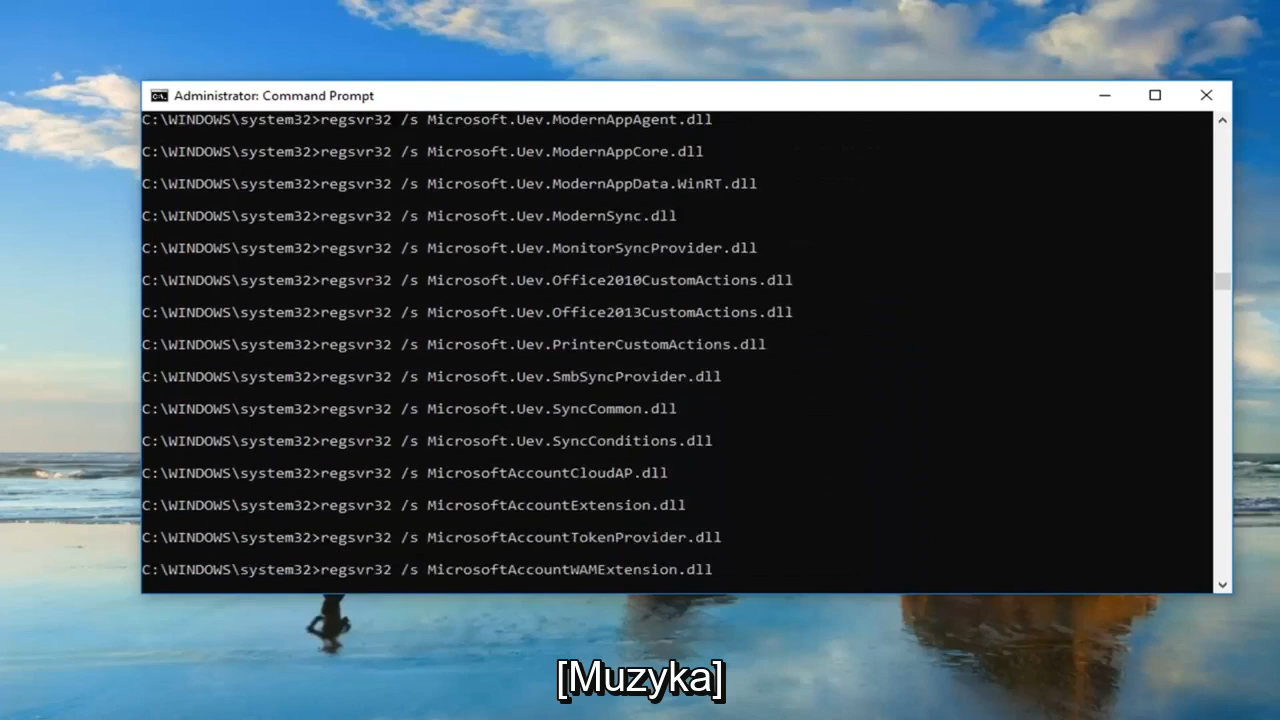 Administrator: Command Prompt
C:\WINDOWS\system32>regsvr32 /s Microsoft.Uev.ModernAppAgent.dll
C:\WINDOWS\system32>regsvr32 /s Microsoft.Uev.ModernAppCore.dll
C:\WINDOWS\system32>regsvr32 /s Microsoft.Uev.ModernAppData.WinRT.dll
C:\WINDOWS\system32>regsvr32 /s Microsoft.Uev.ModernSync.dll
C:\WINDOWS\system32>regsvr32 /s Microsoft.Uev.MonitorSyncProvider.dll
C:\WINDOWS\system32>regsvr32 /s Microsoft.Uev.Office2010CustomActions.dll
C:\WINDOWS\system32>regsvr32 /s Microsoft.Uev.Office2013CustomActions.dll
C:\WINDOWS\system32>regsvr32 /s Microsoft.Uev.PrinterCustomActions.dll
C:\WINDOWS\system32>regsvr32 /s Microsoft.Uev.SmbSyncProvider.dll
C:\WINDOWS\system32>regsvr32 /s Microsoft.Uev.SyncCommon.dll
C:\WINDOWS\system32>regsvr32 /s Microsoft.Uev.SyncConditions.dll
C:\WINDOWS\system32>regsvr32 /s MicrosoftAccountCloudAP.dll
C:\WINDOWS\system32>regsvr32 /s MicrosoftAccountExtension.dll
C:\WINDOWS\system32>regsvr32 /s MicrosoftAccountTokenProvider.dll
C:\WINDOWS\system32>regsvr32 /s MicrosoftAccountWAMExtension.dll
[Muzyka]